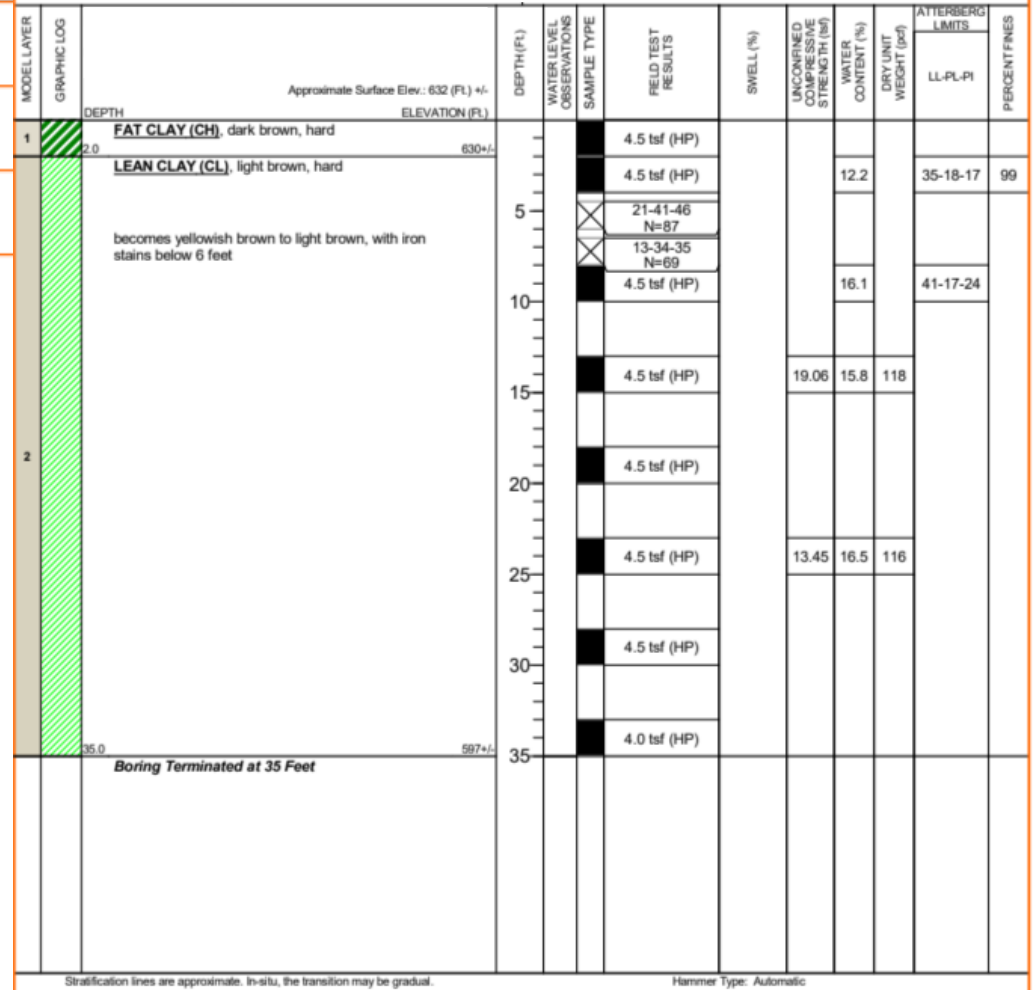 MODEL LAYER
GRAPHIC LOG
Approximate Surface Elev.: 632 (Ft.) +/-
DEPTH
ELEVATION (Ft.)
DEPTH (Ft.)
WATER LEVEL
OBSERVATIONS
SAMPLE TYPE
FIELD TEST
RESULTS
SWELL (%)
UNCONFINED
COMPRESSIVE
STRENGTH (tsf)
WATER
CONTENT (%)
DRY UNIT
WEIGHT (pcf)
ATTERBERG
LIMITS
LL-PL-PI
PERCENT FINES
1
FAT CLAY (CH), dark brown, hard
2.0
630+/-
4.5 tsf (HP)
LEAN CLAY (CL), light brown, hard
4.5 tsf (HP)
12.2
35-18-17
99
5
21-41-46
N=87
becomes yellowish brown to light brown, with iron
stains below 6 feet
13-34-35
N=69
4.5 tsf (HP)
16.1
41-17-24
10
4.5 tsf (HP)
19.06
15.8
118
15
2
4.5 tsf (HP)
20
4.5 tsf (HP)
13.45
16.5
116
25
4.5 tsf (HP)
30
4.0 tsf (HP)
35.0
597+/-
35
Boring Terminated at 35 Feet
Stratification lines are approximate. In-situ, the transition may be gradual.
Hammer Type: Automatic